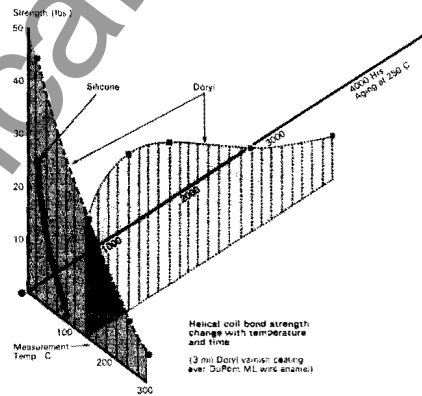 Strength (lbs)
50
40
30
20
10
Silicone
Doryl
4000 Hrs
Aging at 250 C
3000
2000
1000
100
200
300
Measurement
Temp C
Helical coil bond strength
change with temperature
and time
(3 mil Doryl varnish coating
over DuPont ML wire enamel)